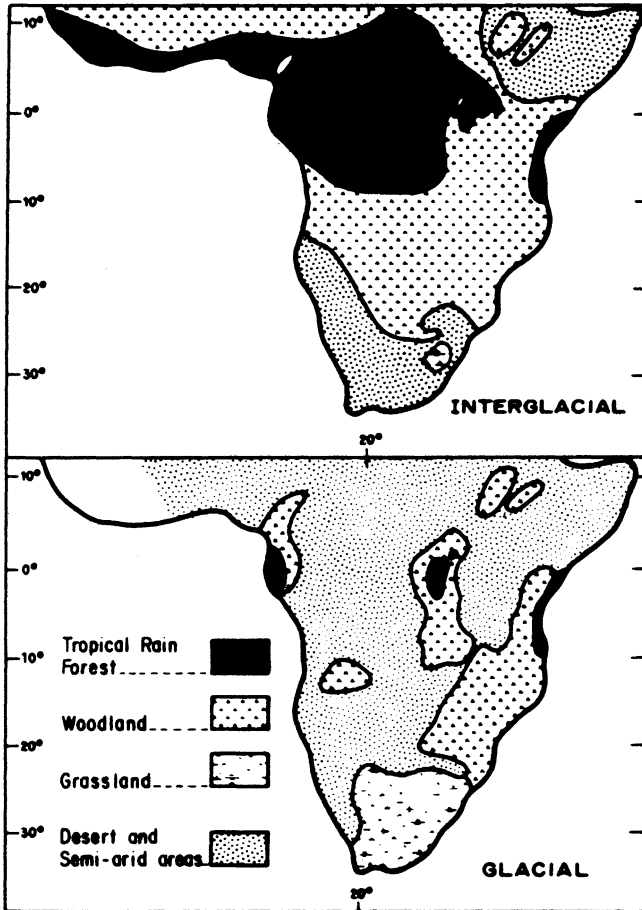 10°
0°
10°
20°
30°
INTERGLACIAL
20°
10°
0°
10°
20°
30°
Tropical Rain
Forest
Woodland
Grassland
Desert and
Semi-arid areas
GLACIAL
20°